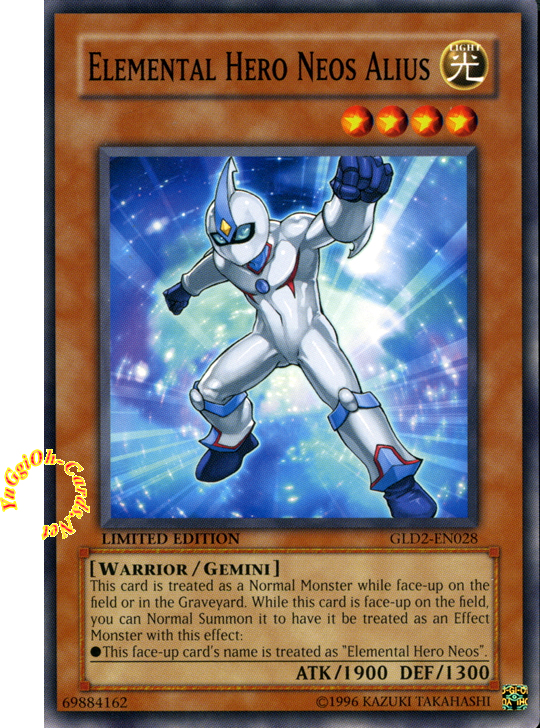 Elemental Hero Neos Alius
LIGHT
光
YuGgiOh-Cards.Net
LIMITED EDITION GLD2-EN028
[Warrior / Gemini]
This card is treated as a Normal Monster while face-up on the
field or in the Graveyard. While this card is face-up on the field,
you can Normal Summon it to have it be treated as an Effect
Monster with this effect:
●This face-up card's name is treated as "Elemental Hero Neos".
ATK/1900 DEF/1300
69884162 ©1996 KAZUKI TAKAHASHI